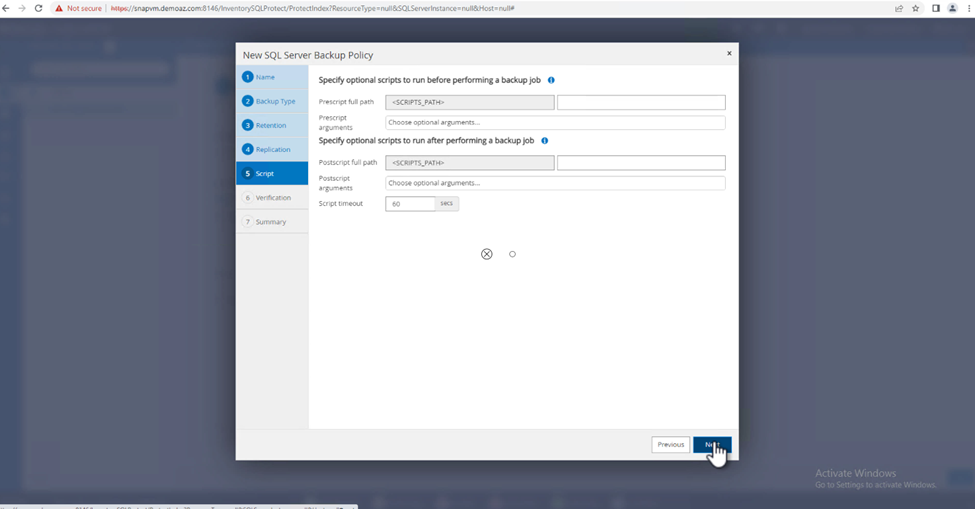 Not secure | https://snapvm.demoaz.com:8146/InventorySQLProtect/ProtectIndex?ResourceType=null&SQLServerInstance=null&Host=null#
New SQL Server Backup Policy
×
1 Name
2 Backup Type
3 Retention
4 Replication
5 Script
6 Verification
7 Summary
Specify optional scripts to run before performing a backup job
Prescript full path <SCRIPTS_PATH>
Prescript
arguments
Choose optional arguments...
Specify optional scripts to run after performing a backup job
Postscript full path <SCRIPTS_PATH>
Postscript
arguments
Choose optional arguments...
Script timeout 60 secs
Previous
Activate Windows
Go to Settings to activate Windows.